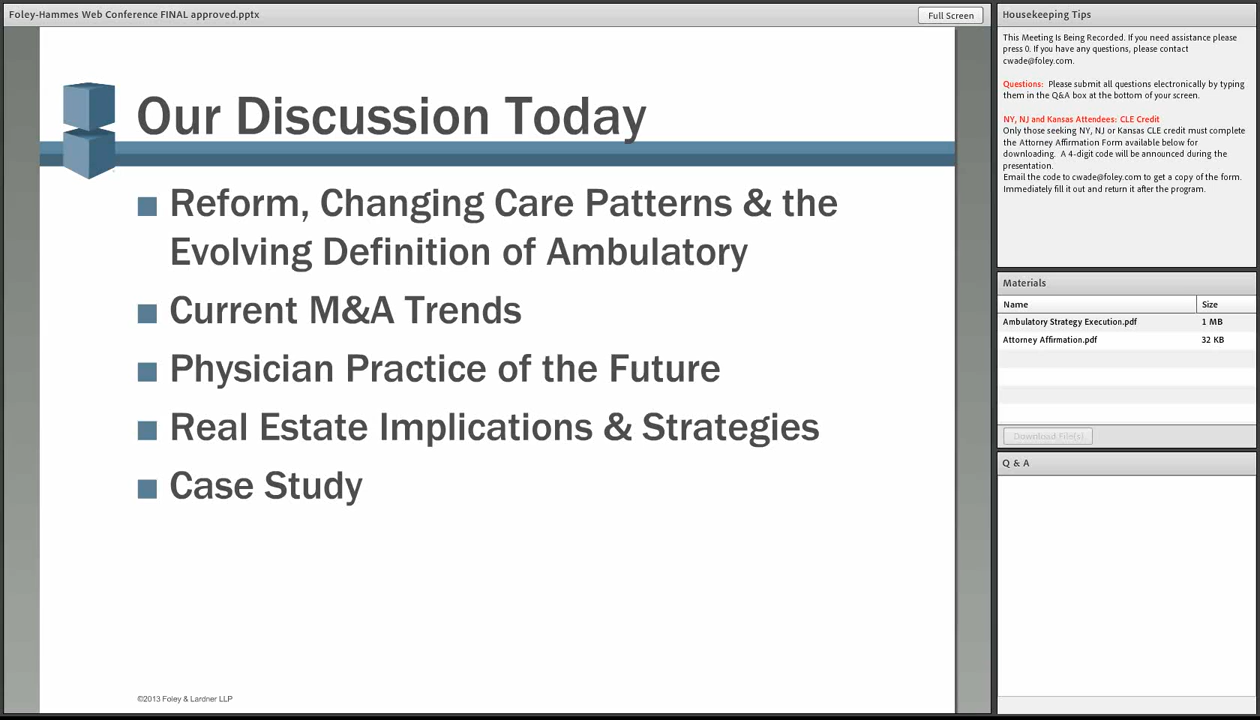 Foley-Hammes Web Conference FINAL approved.pptx
Full Screen
Our Discussion Today
Reform, Changing Care Patterns & the
Evolving Definition of Ambulatory
Current M&A Trends
Physician Practice of the Future
Real Estate Implications & Strategies
Case Study
©2013 Foley & Lardner LLP
Housekeeping Tips
This Meeting Is Being Recorded. If you need assistance please
press 0. If you have any questions, please contact
cwade@foley.com.
Questions: Please submit all questions electronically by typing
them in the Q&A box at the bottom of your screen.
NY, NJ and Kansas Attendees: CLE Credit
Only those seeking NY, NJ or Kansas CLE credit must complete
the Attorney Affirmation Form available below for
downloading. A 4-digit code will be announced during the
presentation.
Email the code to cwade@foley.com to get a copy of the form.
Immediately fill it out and return it after the program.
Materials
Name Size
Ambulatory Strategy Execution.pdf 1 MB
Attorney Affirmation.pdf 32 KB
Download File(s)
Q & A